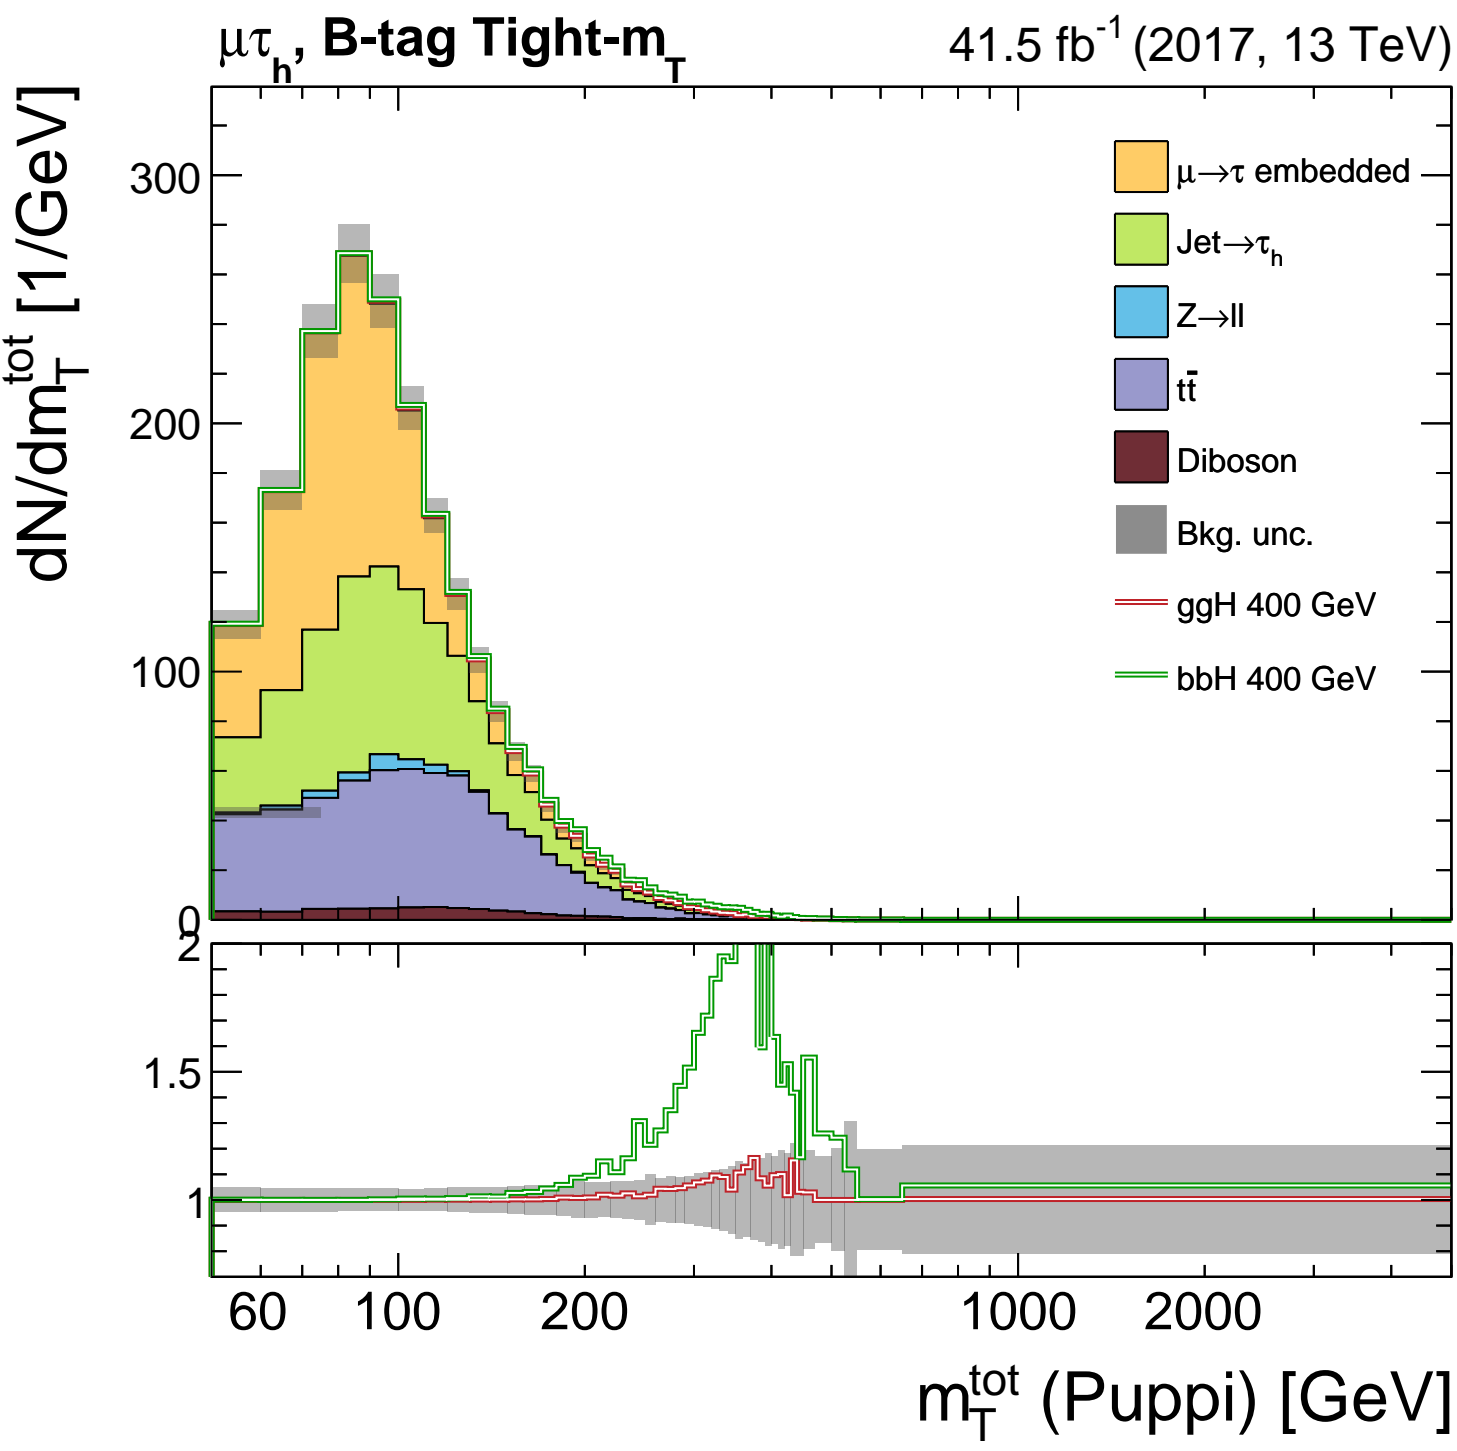 μτh, B-tag Tight-mT
41.5 fb-1 (2017, 13 TeV)
dN/dmTtot [1/GeV]
300
200
100
0
μ→τ embedded
Jet→τh
Z→ll
tt̄
Diboson
Bkg. unc.
ggH 400 GeV
bbH 400 GeV
2
1.5
1
60 100 200 1000 2000
mTtot (Puppi) [GeV]